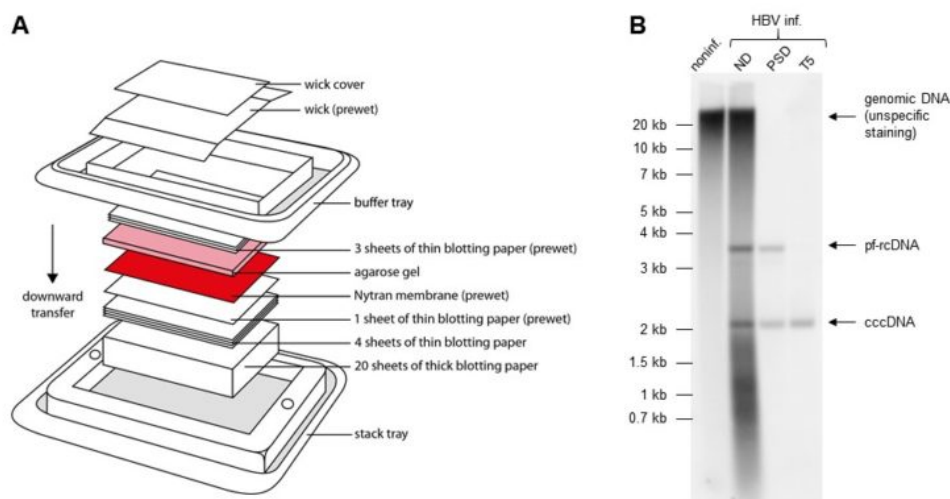 A
wick cover
wick (prewet)
buffer tray
3 sheets of thin blotting paper (prewet)
agarose gel
Nytran membrane (prewet)
1 sheet of thin blotting paper (prewet)
4 sheets of thin blotting paper
20 sheets of thick blotting paper
stack tray
downward
transfer
B
HBV inf.
noninf.
ND
PSD
T5
20 kb
10 kb
7 kb
5 kb
4 kb
3 kb
2 kb
1.5 kb
1 kb
0.7 kb
genomic DNA
(unspecific
staining)
pf-rcDNA
cccDNA